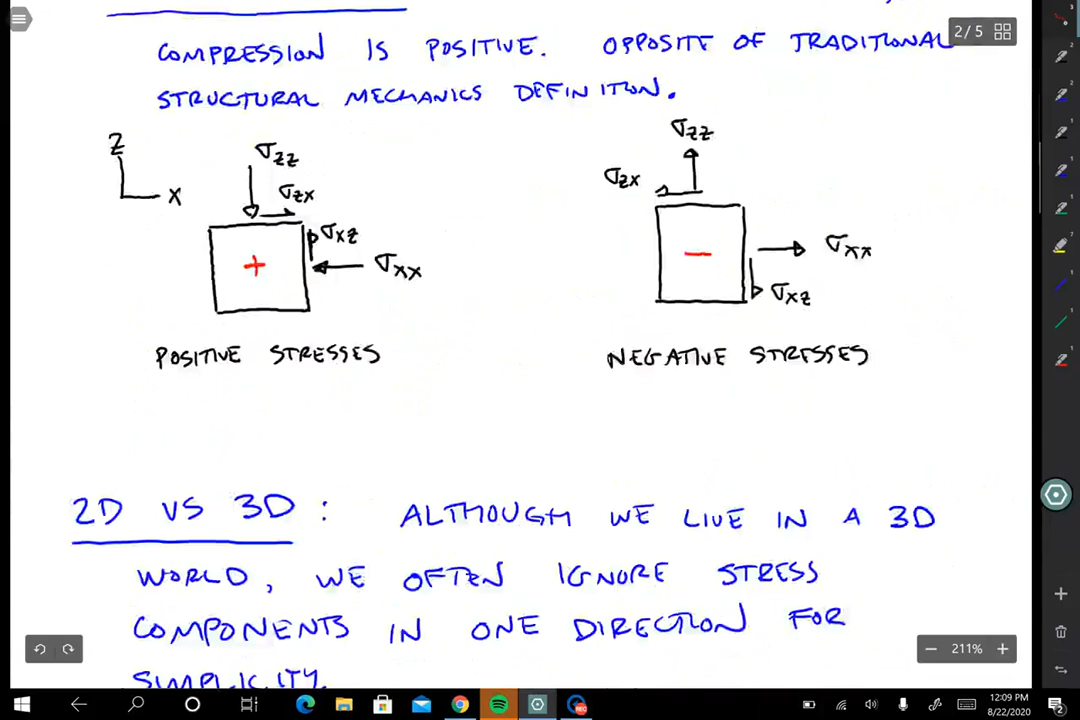 2/5
COMPRESSION IS POSITIVE. OPPOSITE OF TRADITIONAL
STRUCTURAL MECHANICS DEFINITION.
Z
X
σzz
σzx
σxz
σxx
+
POSITIVE STRESSES
σzz
σzx
σxx
σxz
−
NEGATIVE STRESSES
2D VS 3D : ALTHOUGH WE LIVE IN A 3D
WORLD, WE OFTEN IGNORE STRESS
COMPONENTS IN ONE DIRECTION FOR
SIMPLICITY.
211%
12:09 PM
8/22/2020